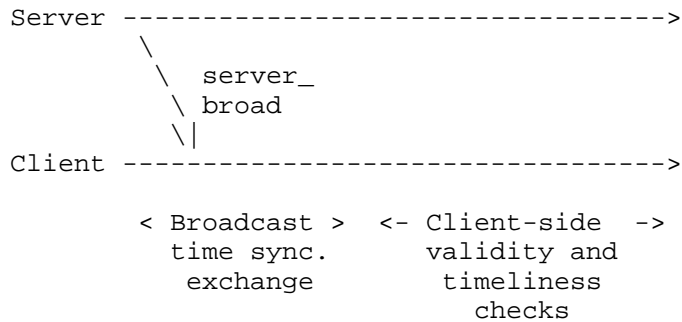 Server ---------------------------------->
\
\ server_
\ broad
\|
Client ---------------------------------->
< Broadcast > <- Client-side ->
time sync. validity and
exchange timeliness
checks